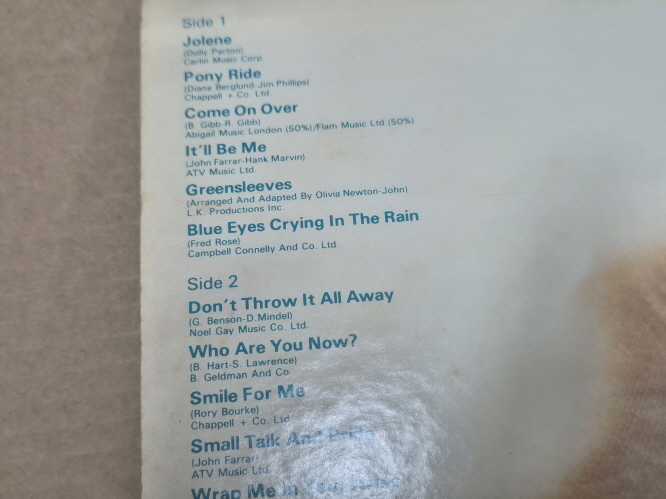 Side 1
Jolene
(Dolly Parton)
Carlin Music Corp.
Pony Ride
(Diane Berglund-Jim Phillips)
Chappell + Co. Ltd.
Come On Over
(B. Gibb-R. Gibb)
Abigail Music London (50%)/Flam Music Ltd.(50%)
It'll Be Me
(John Farrar-Hank Marvin)
ATV Music Ltd.
Greensleeves
(Arranged And Adapted By Olivia Newton-John)
L.K. Productions Inc.
Blue Eyes Crying In The Rain
(Fred Rose)
Campbell Connelly And Co. Ltd.
Side 2
Don't Throw It All Away
(G. Benson-D.Mindel)
Noel Gay Music Co. Ltd.
Who Are You Now?
(B. Hart-S. Lawrence)
B. Geldman And Co
Smile For Me
(Rory Bourke)
Chappell + Co. Ltd
Small Talk And Pride
(John Farrar)
ATV Music Ltd.
Wrap Me In Your Arms